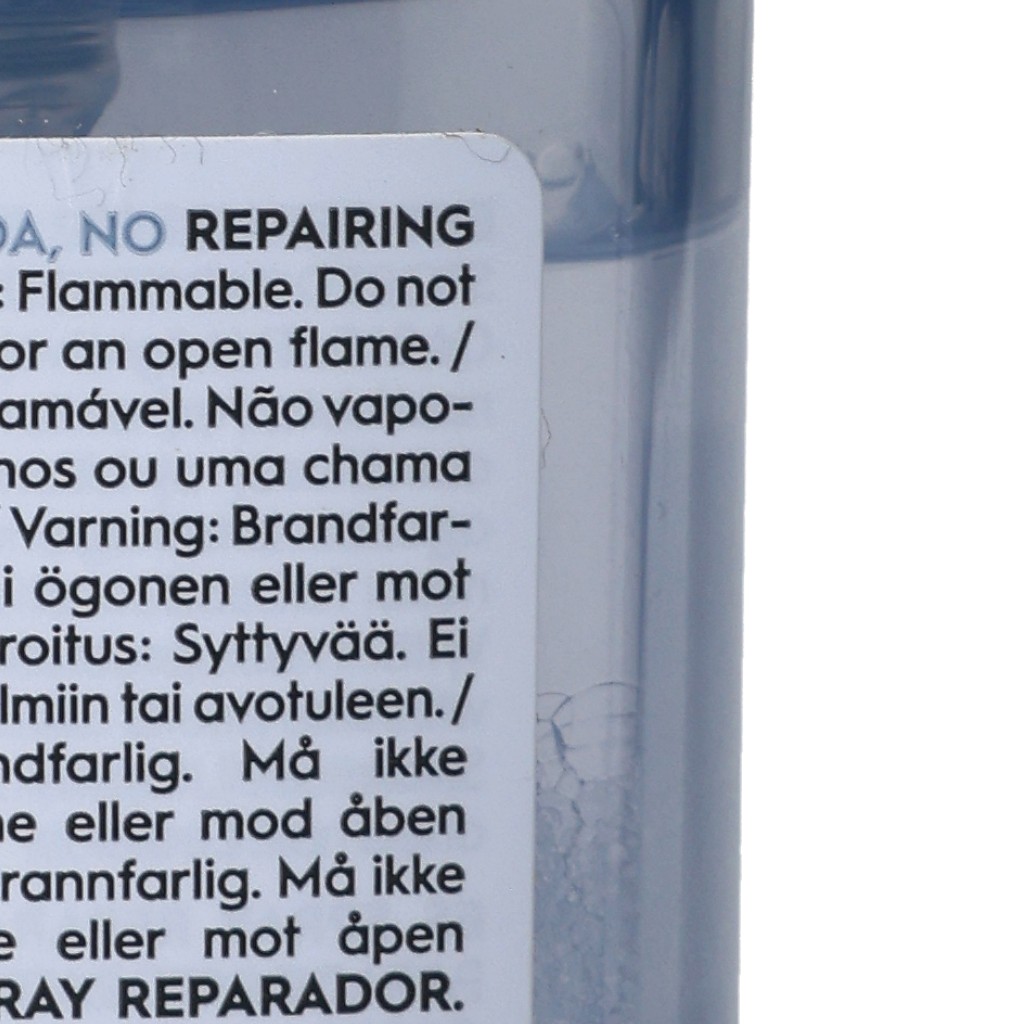 DA, NO REPAIRING
: Flammable. Do not
or an open flame. /
amável. Não vapo-
nos ou uma chama
/ Varning: Brandfar-
i ögonen eller mot
roitus: Syttyvää. Ei
lmiin tai avotuleen. /
ndfarlig. Må ikke
ne eller mod åben
rannfarlig. Må ikke
e eller mot åpen
RAY REPARADOR.